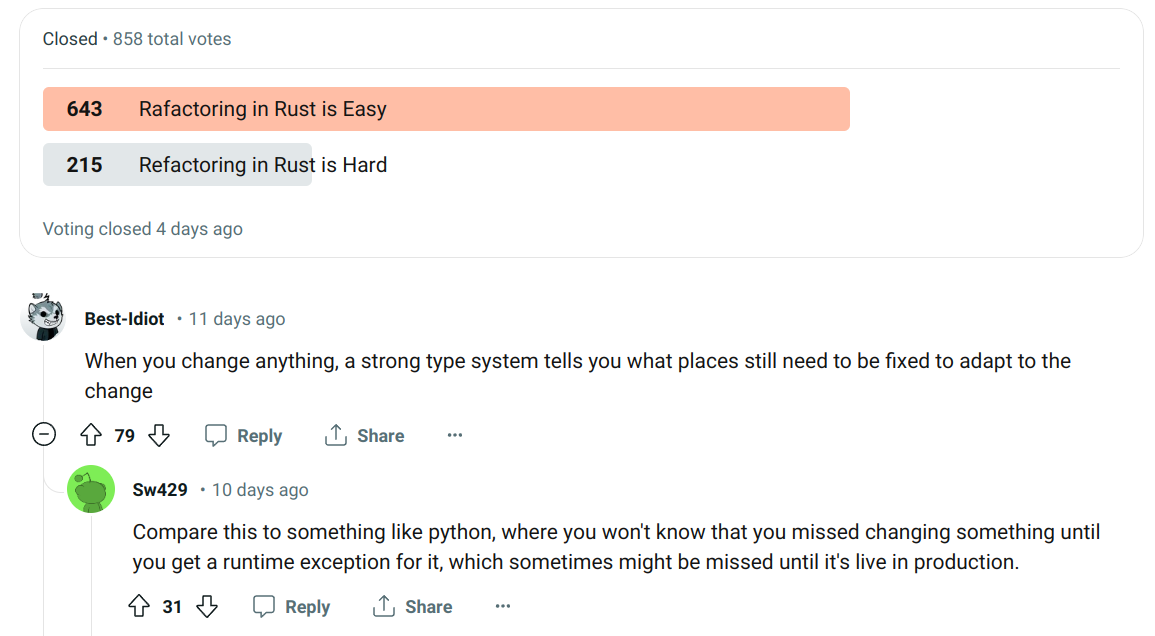 Closed • 858 total votes
643 Rafactoring in Rust is Easy
215 Refactoring in Rust is Hard
Voting closed 4 days ago
Best-Idiot • 11 days ago
When you change anything, a strong type system tells you what places still need to be fixed to adapt to the
change
79 Reply Share ...
Sw429 • 10 days ago
Compare this to something like python, where you won't know that you missed changing something until
you get a runtime exception for it, which sometimes might be missed until it's live in production.
31 Reply Share ...